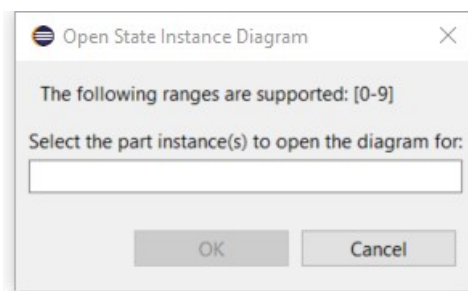 Open State Instance Diagram
The following ranges are supported: [0-9]
Select the part instance(s) to open the diagram for:
OK
Cancel